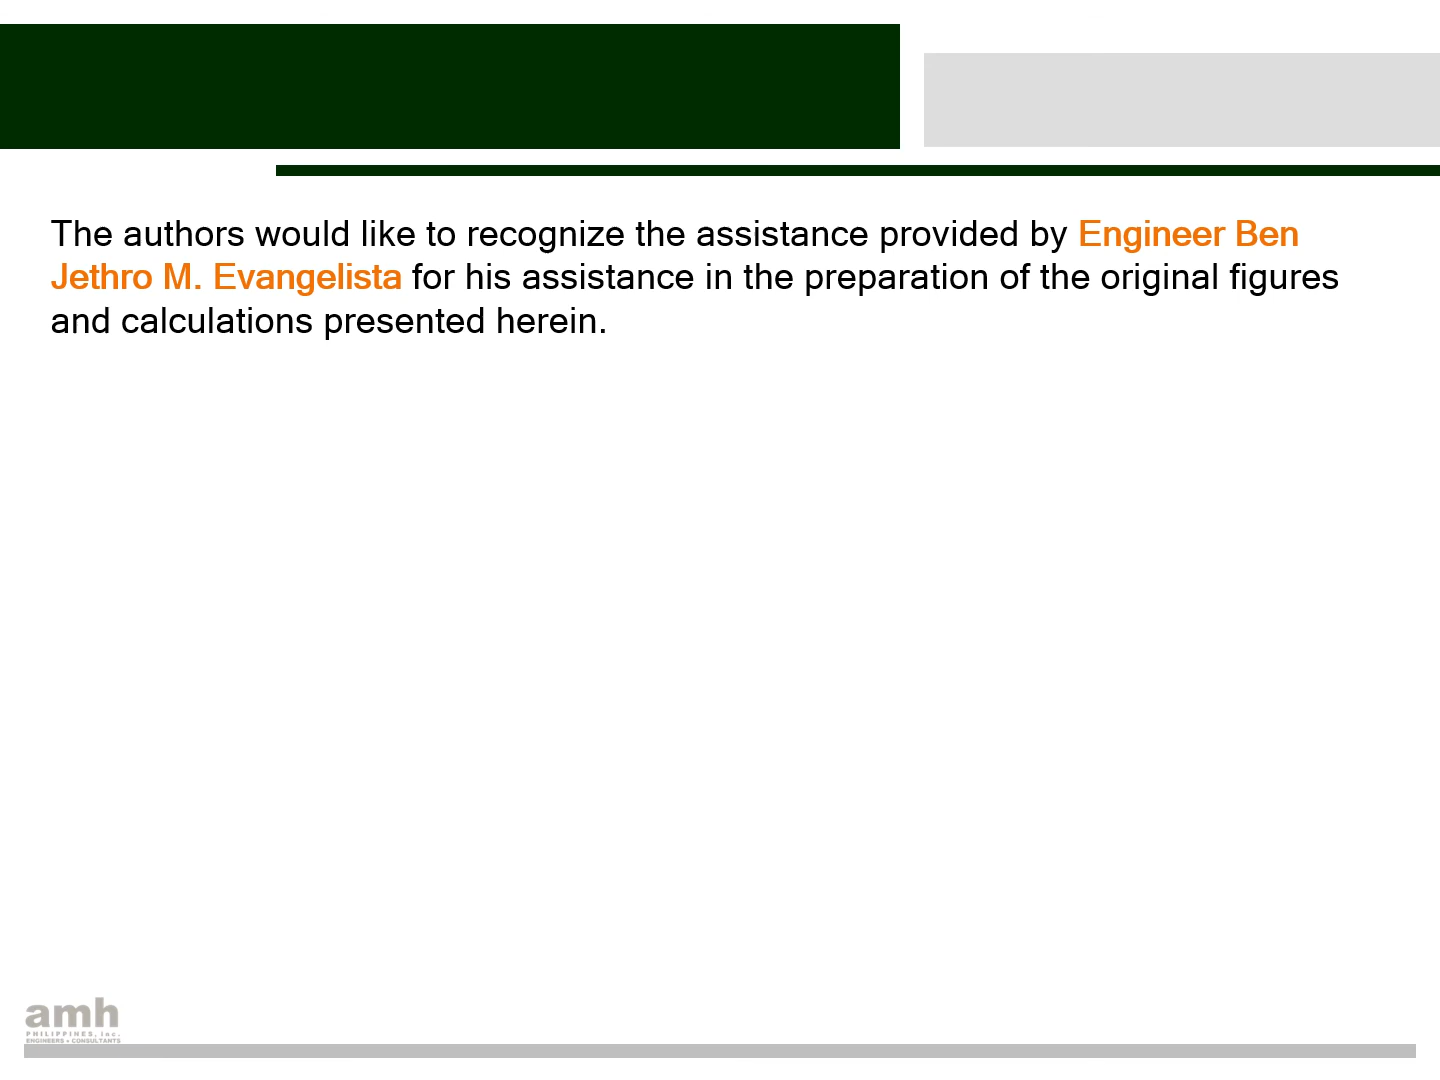 The authors would like to recognize the assistance provided by Engineer Ben
Jethro M. Evangelista for his assistance in the preparation of the original figures
and calculations presented herein.
amh
PHILIPPINES, Inc.
ENGINEERS • CONSULTANTS